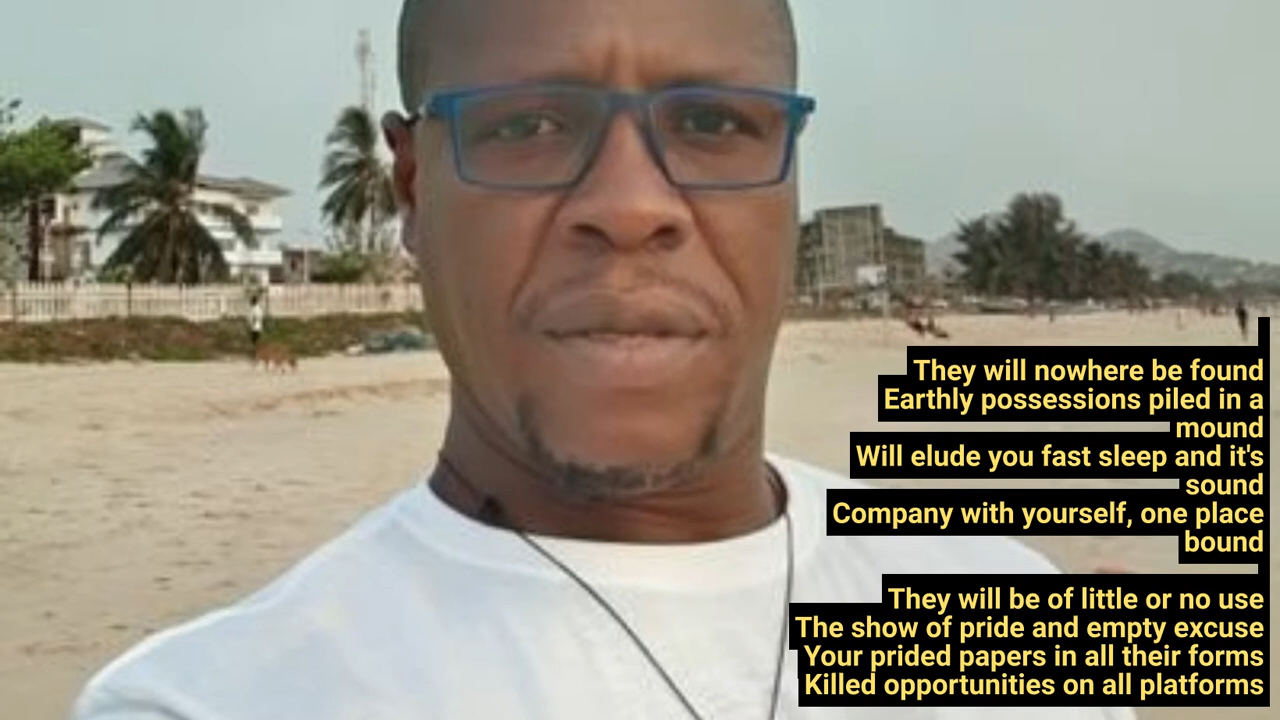 They will nowhere be found
Earthly possessions piled in a
mound
Will elude you fast sleep and it's
sound
Company with yourself, one place
bound
They will be of little or no use
The show of pride and empty excuse
Your prided papers in all their forms
Killed opportunities on all platforms